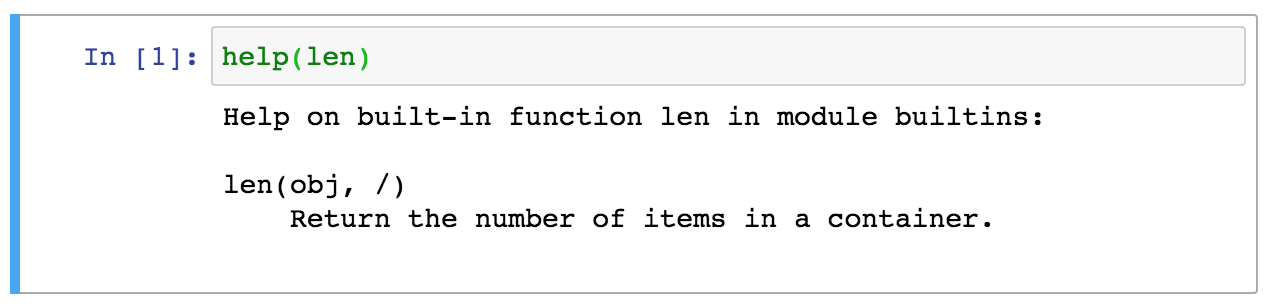 In [1]: help(len)
Help on built-in function len in module builtins:
len(obj, /)
Return the number of items in a container.